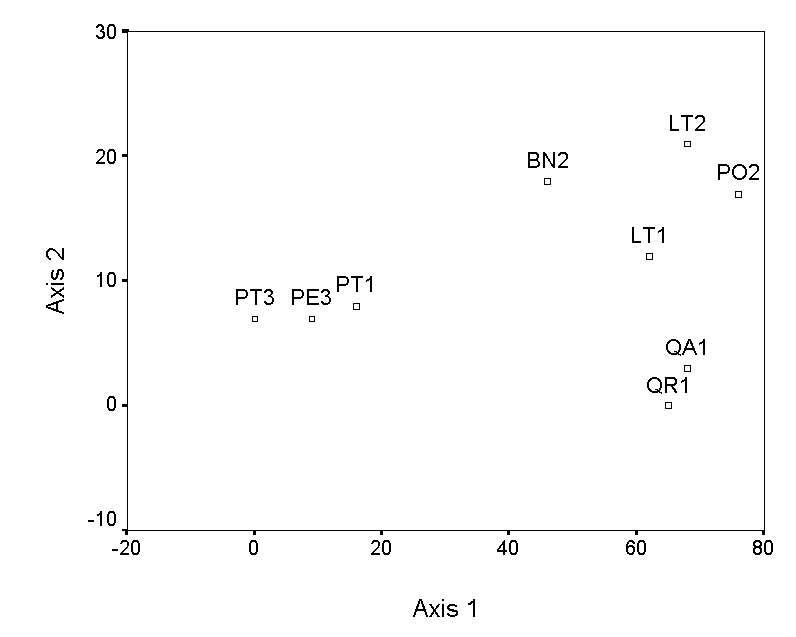 30
LT2
20
BN2
PO2
LT1
Axis 2
10
PT3 PE3 PT1
QA1
QR1
0
-10
-20 0 20 40 60 80
Axis 1